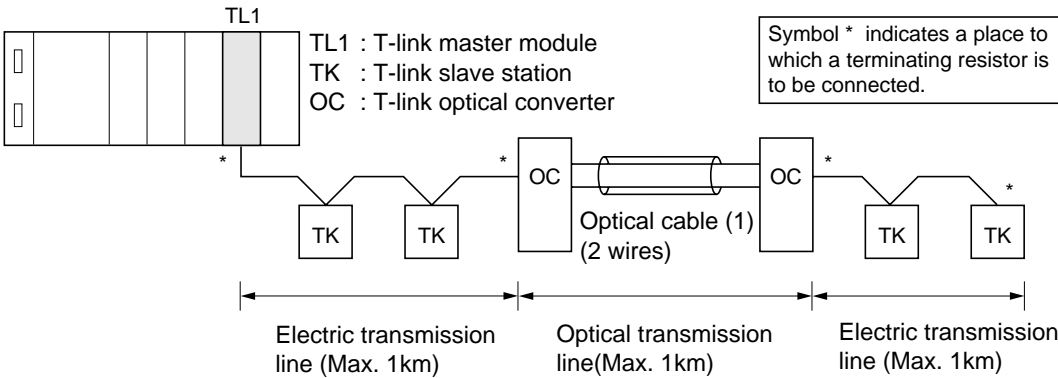 TL1
TL1 : T-link master module
TK : T-link slave station
OC : T-link optical converter
Symbol * indicates a place to
which a terminating resistor is
to be connected.
*
*
*
*
OC
OC
TK
TK
TK
TK
Optical cable (1)
(2 wires)
Electric transmission
line (Max. 1km)
Optical transmission
line(Max. 1km)
Electric transmission
line (Max. 1km)